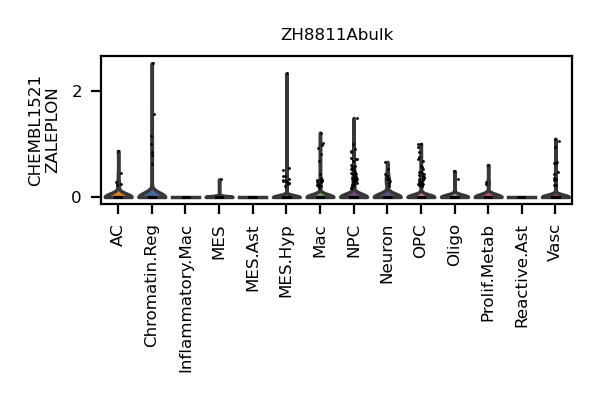 ZH8811Abulk
CHEMBL1521
ZALEPLON
2
0
AC
Chromatin.Reg
Inflammatory.Mac
MES
MES.Ast
MES.Hyp
Mac
NPC
Neuron
OPC
Oligo
Prolif.Metab
Reactive.Ast
Vasc